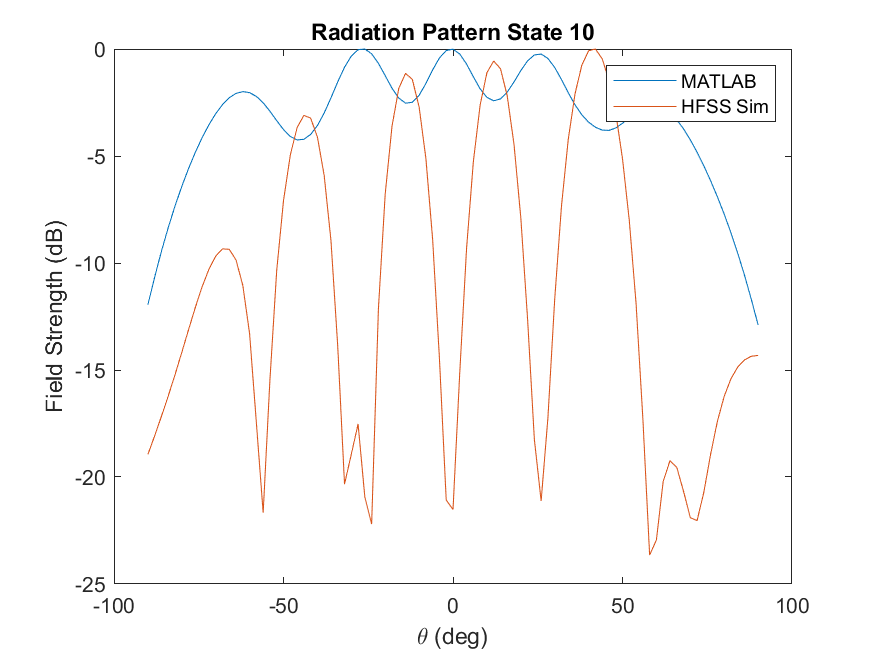 Radiation Pattern State 10
MATLAB
HFSS Sim
0
-5
-10
-15
-20
-25
Field Strength (dB)
-100
-50
0
50
100
θ (deg)